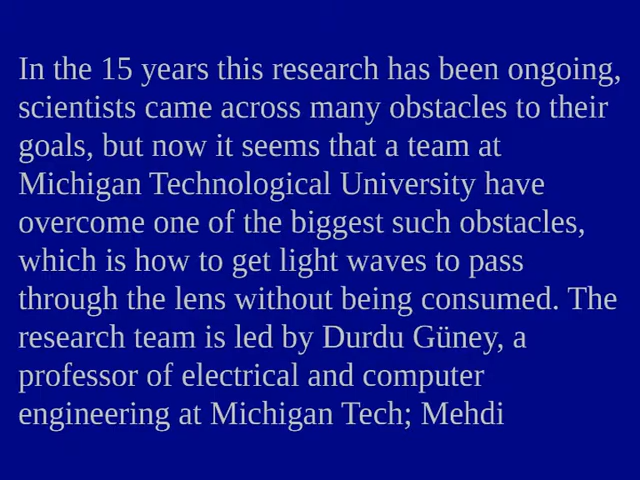 In the 15 years this research has been ongoing,
scientists came across many obstacles to their
goals, but now it seems that a team at
Michigan Technological University have
overcome one of the biggest such obstacles,
which is how to get light waves to pass
through the lens without being consumed. The
research team is led by Durdu Güney, a
professor of electrical and computer
engineering at Michigan Tech; Mehdi